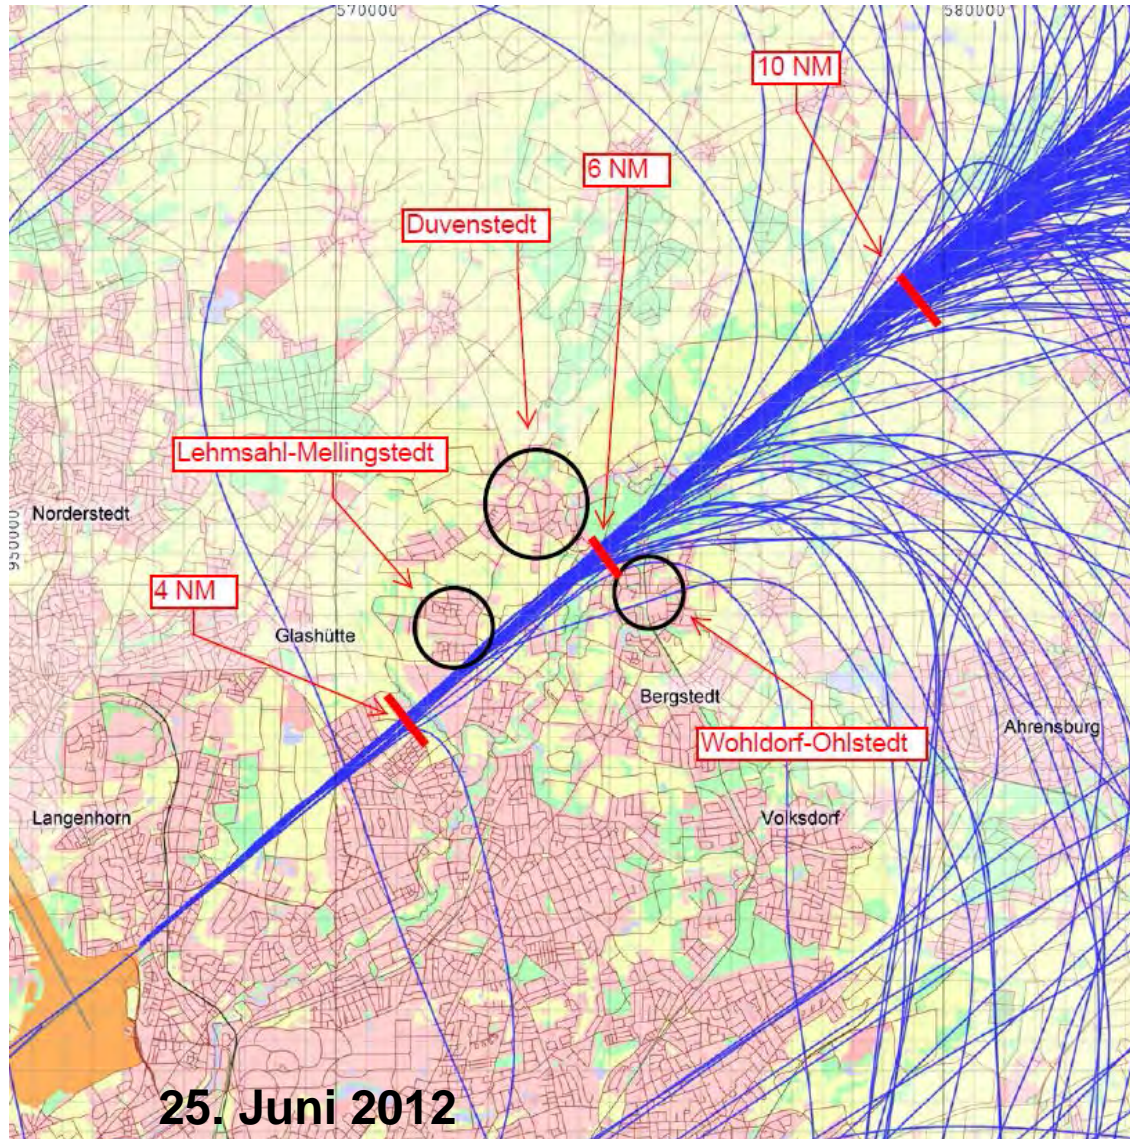 570000
580000
10 NM
6 NM
Duvenstedt
Lehmsahl-Mellingstedt
Norderstedt
950000
4 NM
Glashütte
Bergstedt
Ahrensburg
Wohldorf-Ohlstedt
Langenhorn
Volksdorf
25. Juni 2012